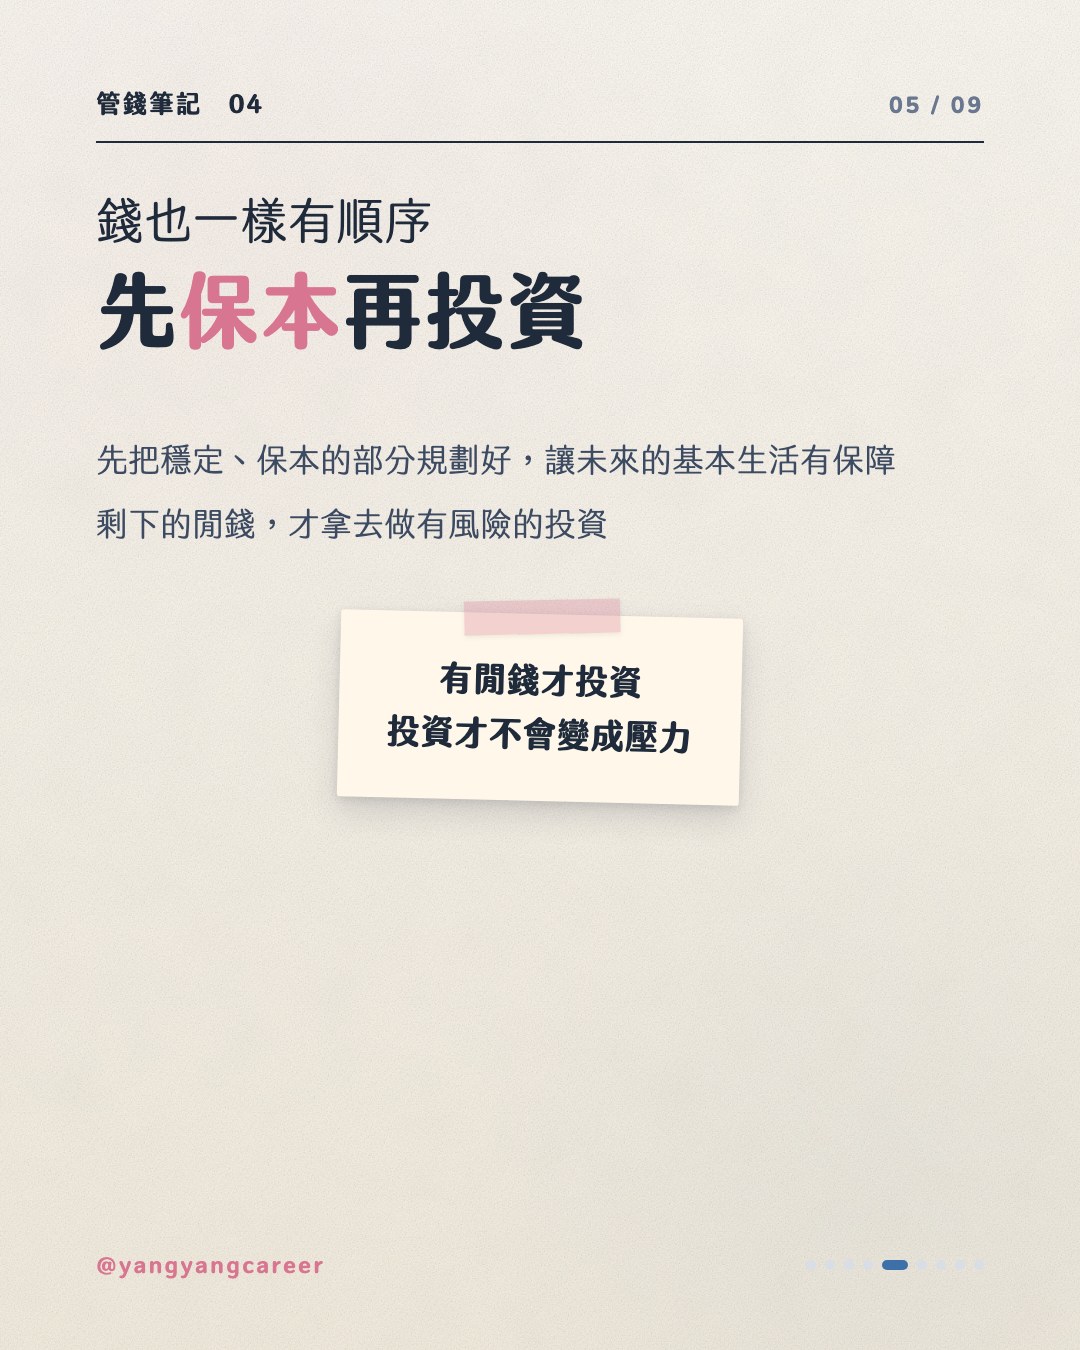 管錢筆記 04
05 / 09
錢也一樣有順序
先保本再投資
先把穩定、保本的部分規劃好，讓未來的基本生活有保障
剩下的閒錢，才拿去做有風險的投資
有閒錢才投資
投資才不會變成壓力
@yangyangcareer